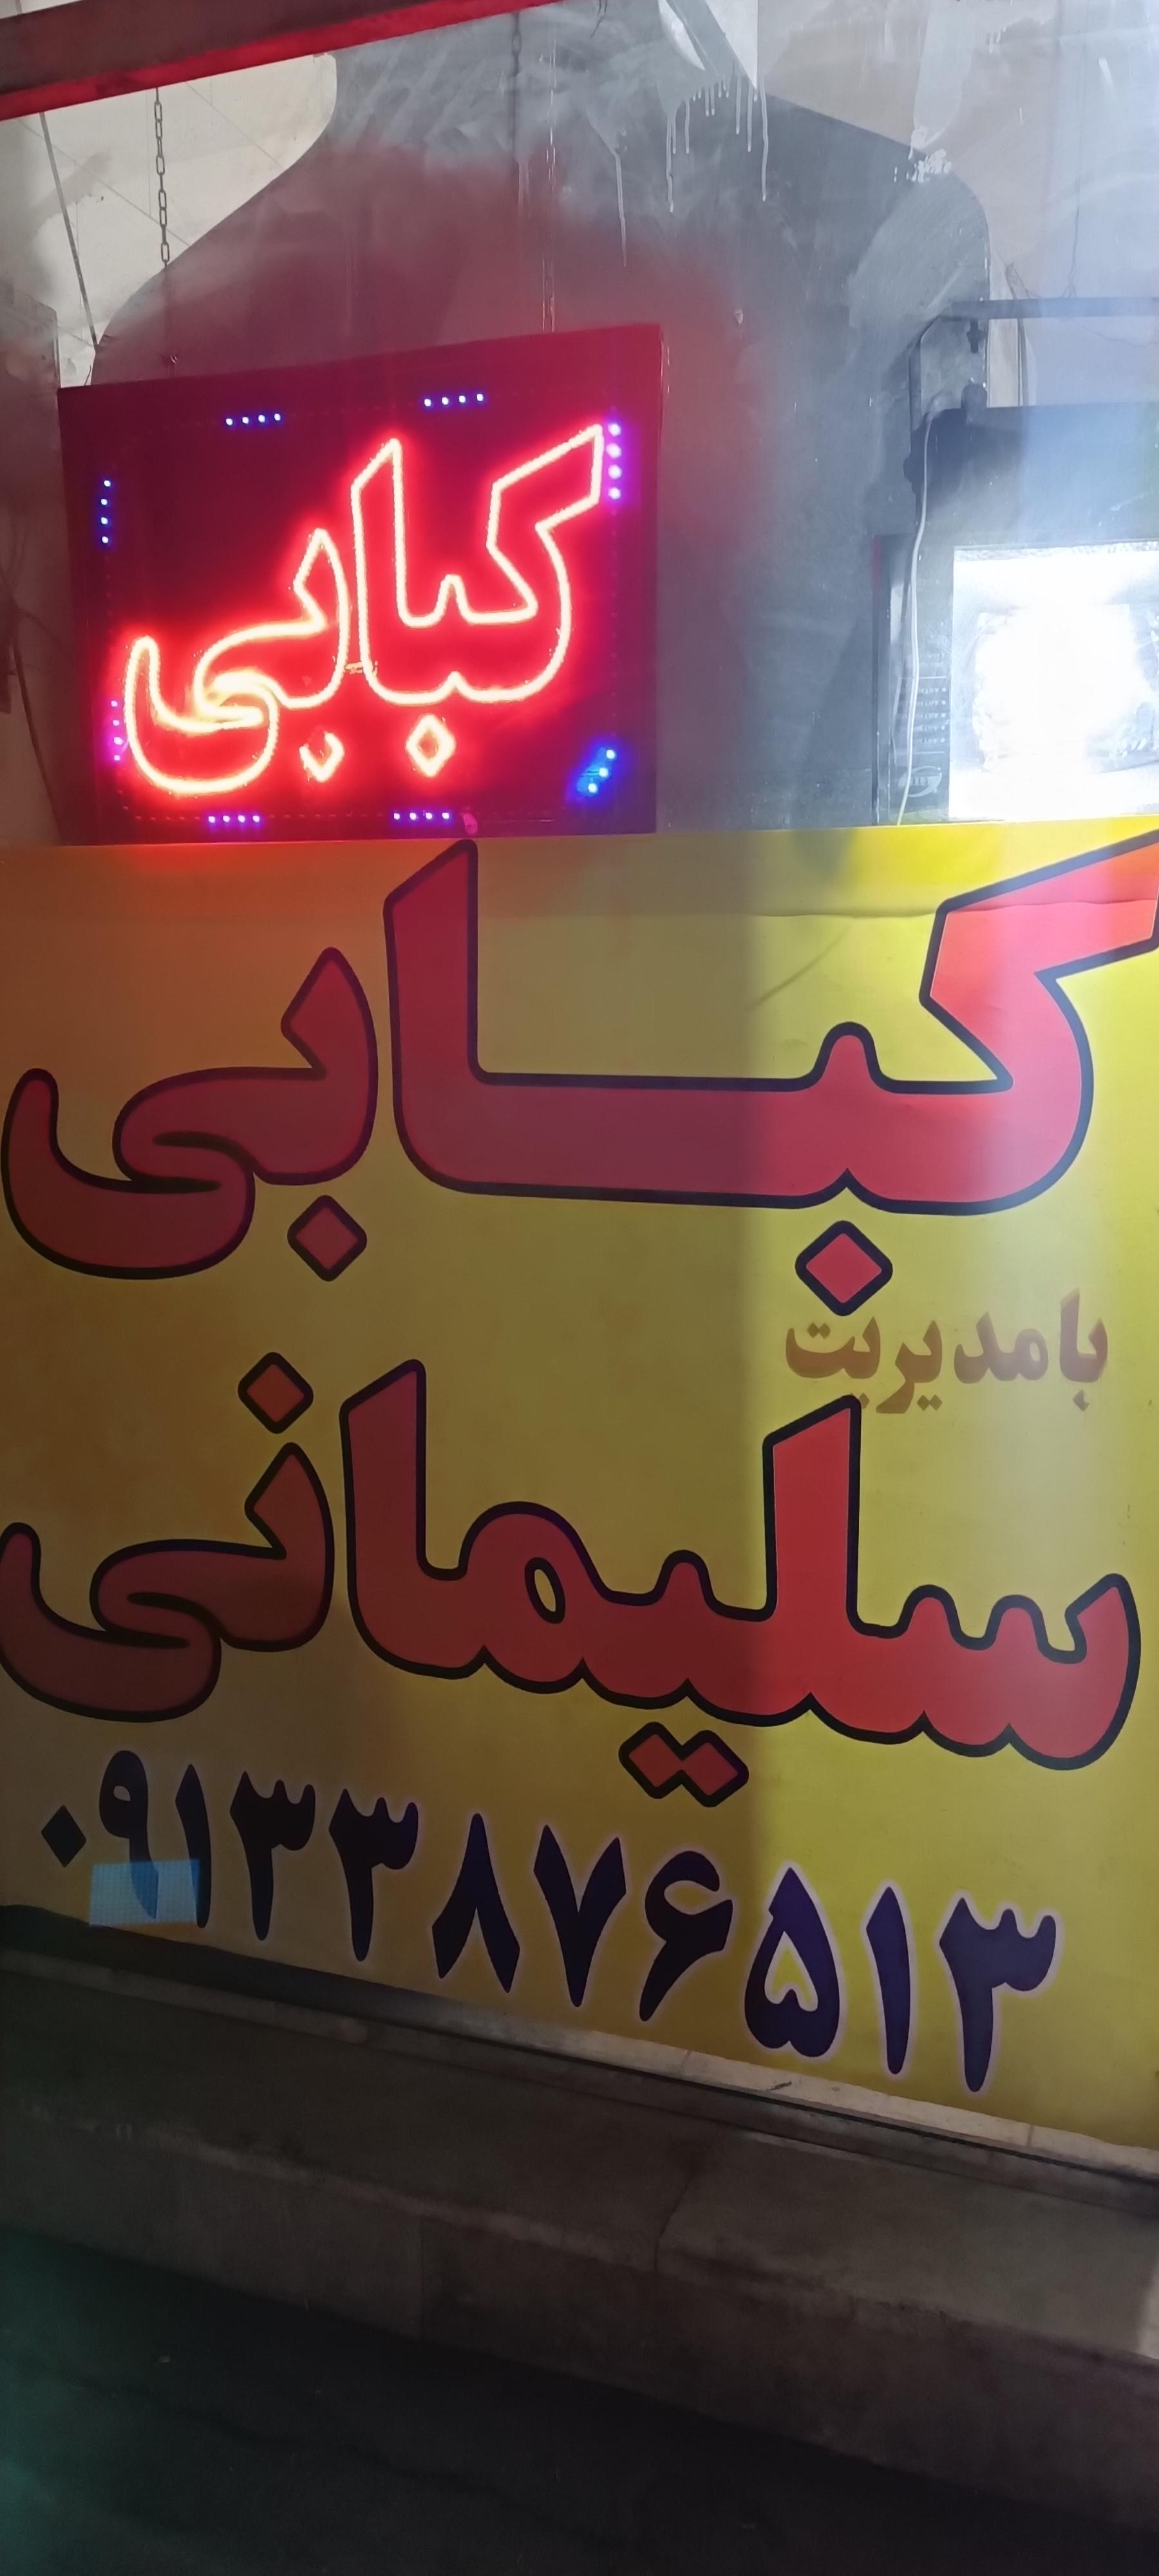 کبابی
کبابی
با مدیریت
سلیمانی
۰۹۱۳۳۸۷۶۵۱۳